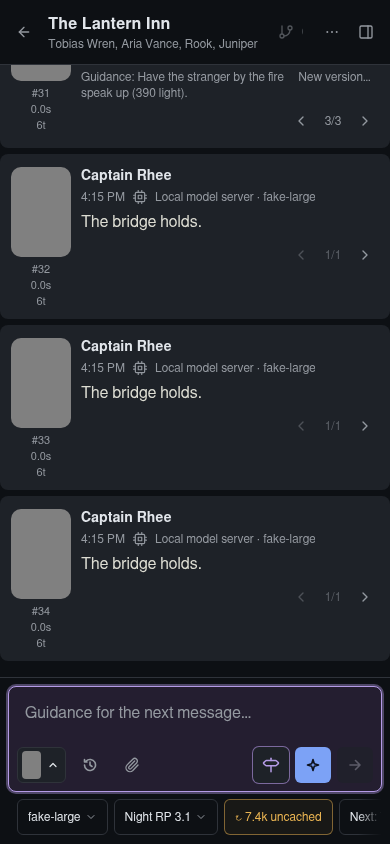 The Lantern Inn
Tobias Wren, Aria Vance, Rook, Juniper
#31
0.0s
6t
Guidance: Have the stranger by the fire
speak up (390 light).
New version…
3/3
Captain Rhee
4:15 PM Local model server · fake-large
The bridge holds.
1/1
#32
0.0s
6t
Captain Rhee
4:15 PM Local model server · fake-large
The bridge holds.
1/1
#33
0.0s
6t
Captain Rhee
4:15 PM Local model server · fake-large
The bridge holds.
1/1
#34
0.0s
6t
Guidance for the next message…
fake-large
Night RP 3.1
7.4k uncached
Next: